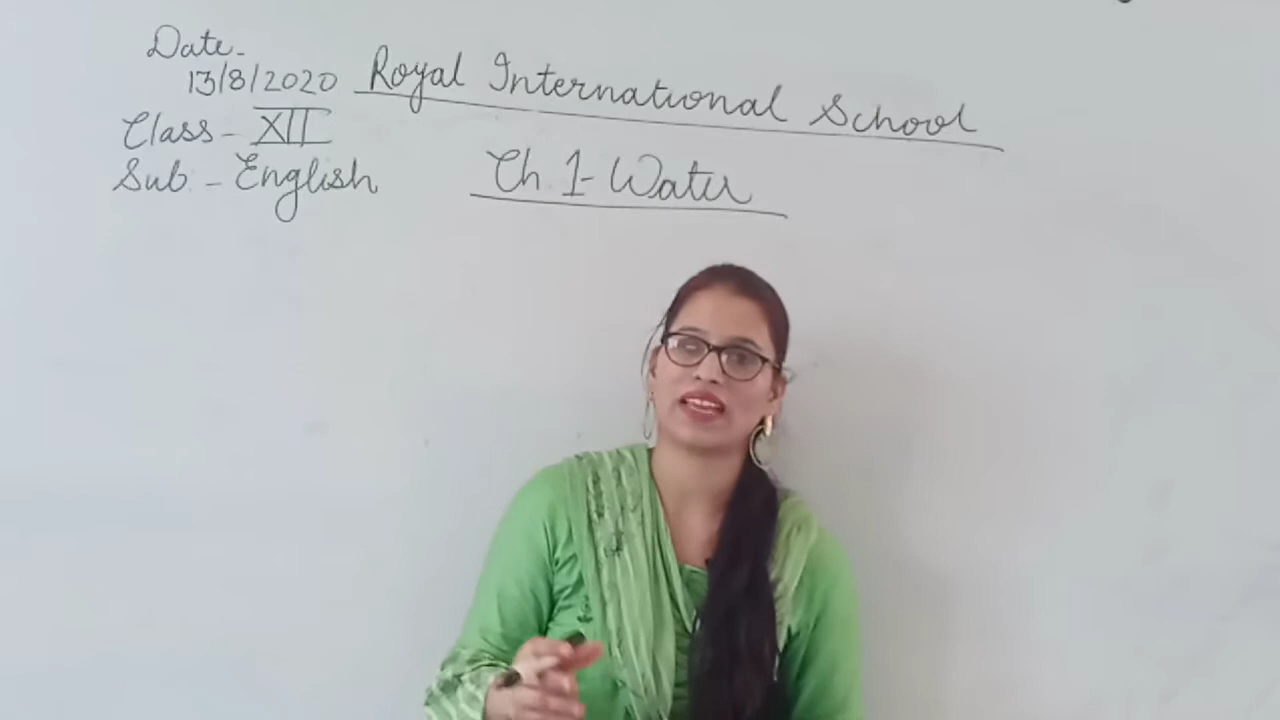 Date-
13/8/2020 Royal International School
Class - XII
Sub - English
Ch 1 - Water